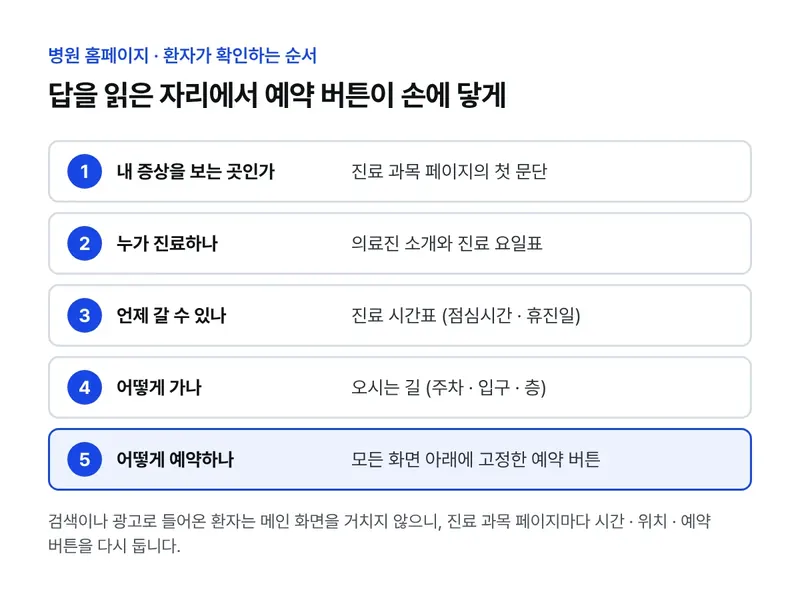 병원 홈페이지 · 환자가 확인하는 순서
답을 읽은 자리에서 예약 버튼이 손에 닿게
1 내 증상을 보는 곳인가 진료 과목 페이지의 첫 문단
2 누가 진료하나 의료진 소개와 진료 요일표
3 언제 갈 수 있나 진료 시간표 (점심시간 · 휴진일)
4 어떻게 가나 오시는 길 (주차 · 입구 · 층)
5 어떻게 예약하나 모든 화면 아래에 고정한 예약 버튼
검색이나 광고로 들어온 환자는 메인 화면을 거치지 않으니, 진료 과목 페이지마다 시간 · 위치 · 예약
버튼을 다시 둡니다.